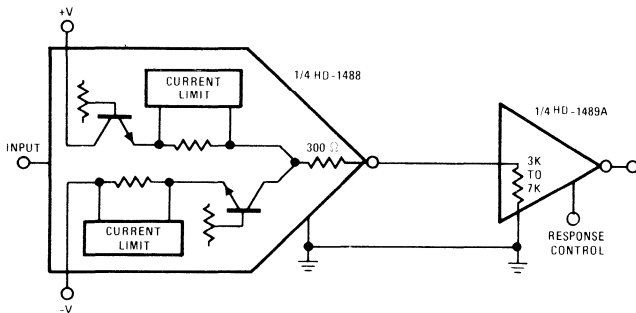 +V
CURRENT
LIMIT
1/4 HD-1488
1/4 HD-1489A
INPUT
300 Ω
3K
TO
7K
CURRENT
LIMIT
RESPONSE
CONTROL
-V